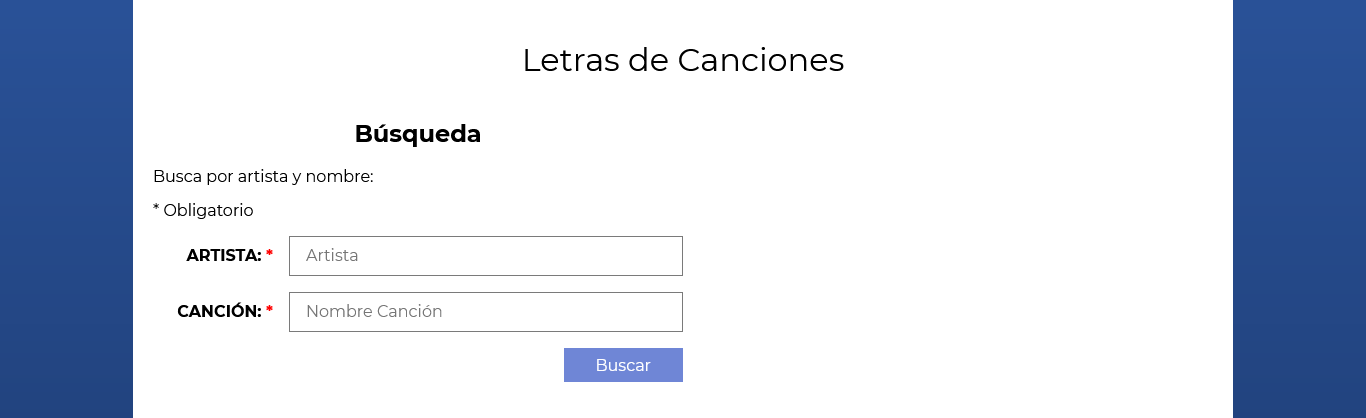 Letras de Canciones
Búsqueda
Busca por artista y nombre:
* Obligatorio
ARTISTA: * Artista
CANCIÓN: * Nombre Canción
Buscar